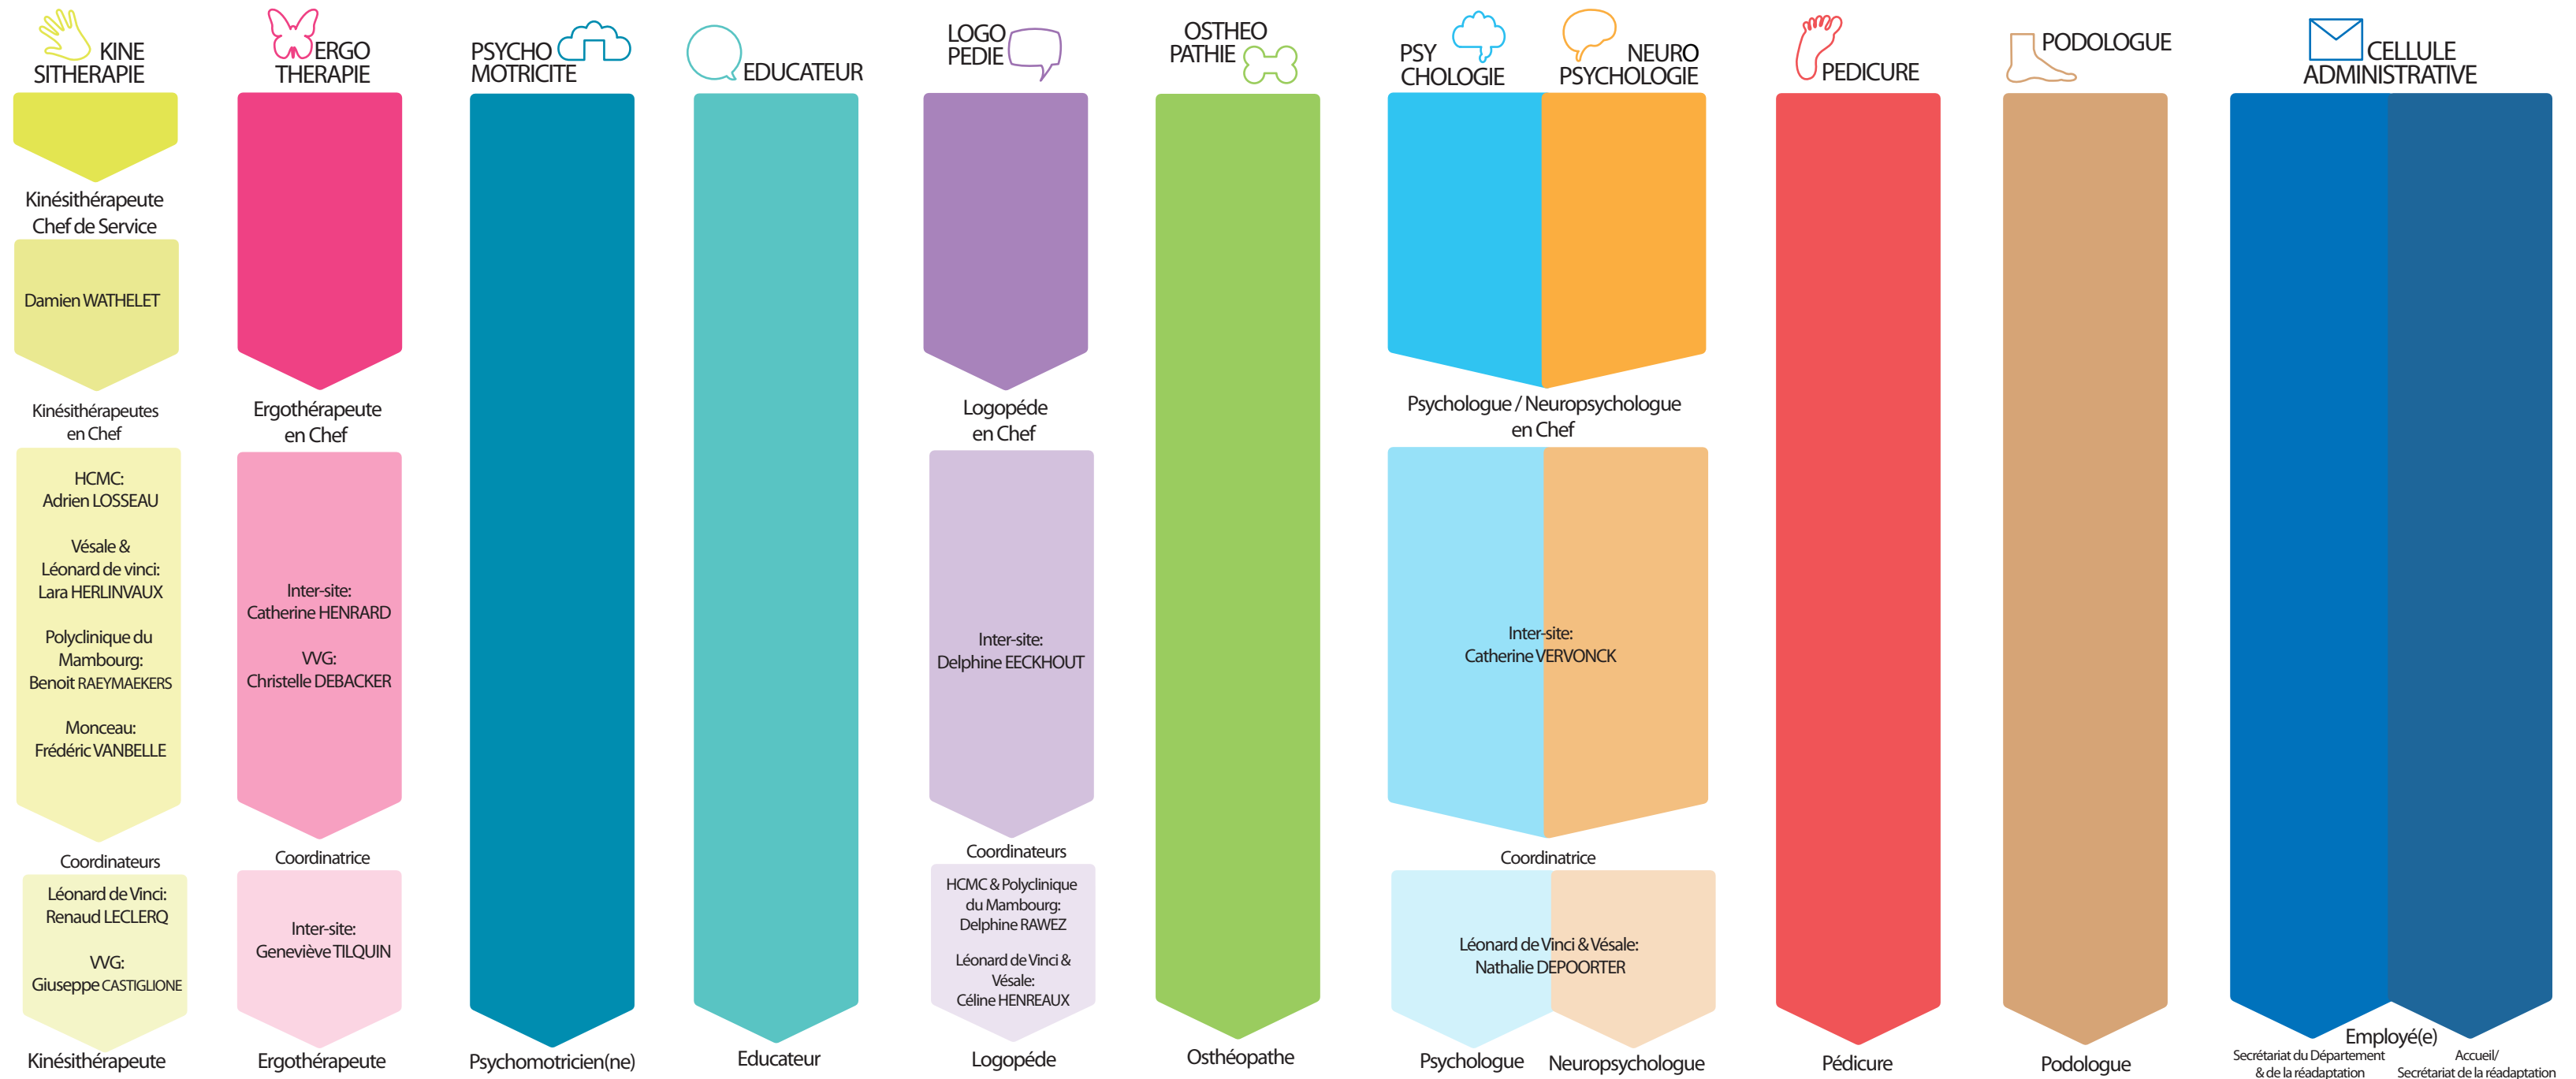 KINE
SITHERAPIE
Kinésithérapeute
Chef de Service
Damien WATHELET
Kinésithérapeutes
en Chef
HCMC:
Adrien LOSSEAU
Vésale &
Léonard de vinci:
Lara HERLINVAUX
Polyclinique du
Mambourg:
Benoit RAEYMAEKERS
Monceau:
Frédéric VANBELLE
Coordinateurs
Léonard de Vinci:
Renaud LECLERQ
VVG:
Giuseppe CASTIGLIONE
Kinésithérapeute
ERGO
THERAPIE
Ergothérapeute
en Chef
Inter-site:
Catherine HENRARD
VVG:
Christelle DEBACKER
Coordinatrice
Inter-site:
Geneviève TILQUIN
Ergothérapeute
PSYCHO
MOTRICITE
Psychomotricien(ne)
EDUCATEUR
Educateur
LOGO
PEDIE
Logopéde
en Chef
Inter-site:
Delphine EECKHOUT
Coordinateurs
HCMC & Polyclinique
du Mambourg:
Delphine RAWEZ
Léonard de Vinci &
Vésale:
Céline HENREAUX
Logopéde
OSTHEO
PATHIE
Osthéopathe
PSY
CHOLOGIE
NEURO
PSYCHOLOGIE
Psychologue / Neuropsychologue
en Chef
Inter-site:
Catherine VERVONCK
Coordinatrice
Léonard de Vinci & Vésale:
Nathalie DEPOORTER
Psychologue
Neuropsychologue
PEDICURE
Pédicure
PODOLOGUE
Podologue
CELLULE
ADMINISTRATIVE
Employé(e)
Secrétariat du Département
& de la réadaptation
Accueil/
Secrétariat de la réadaptation